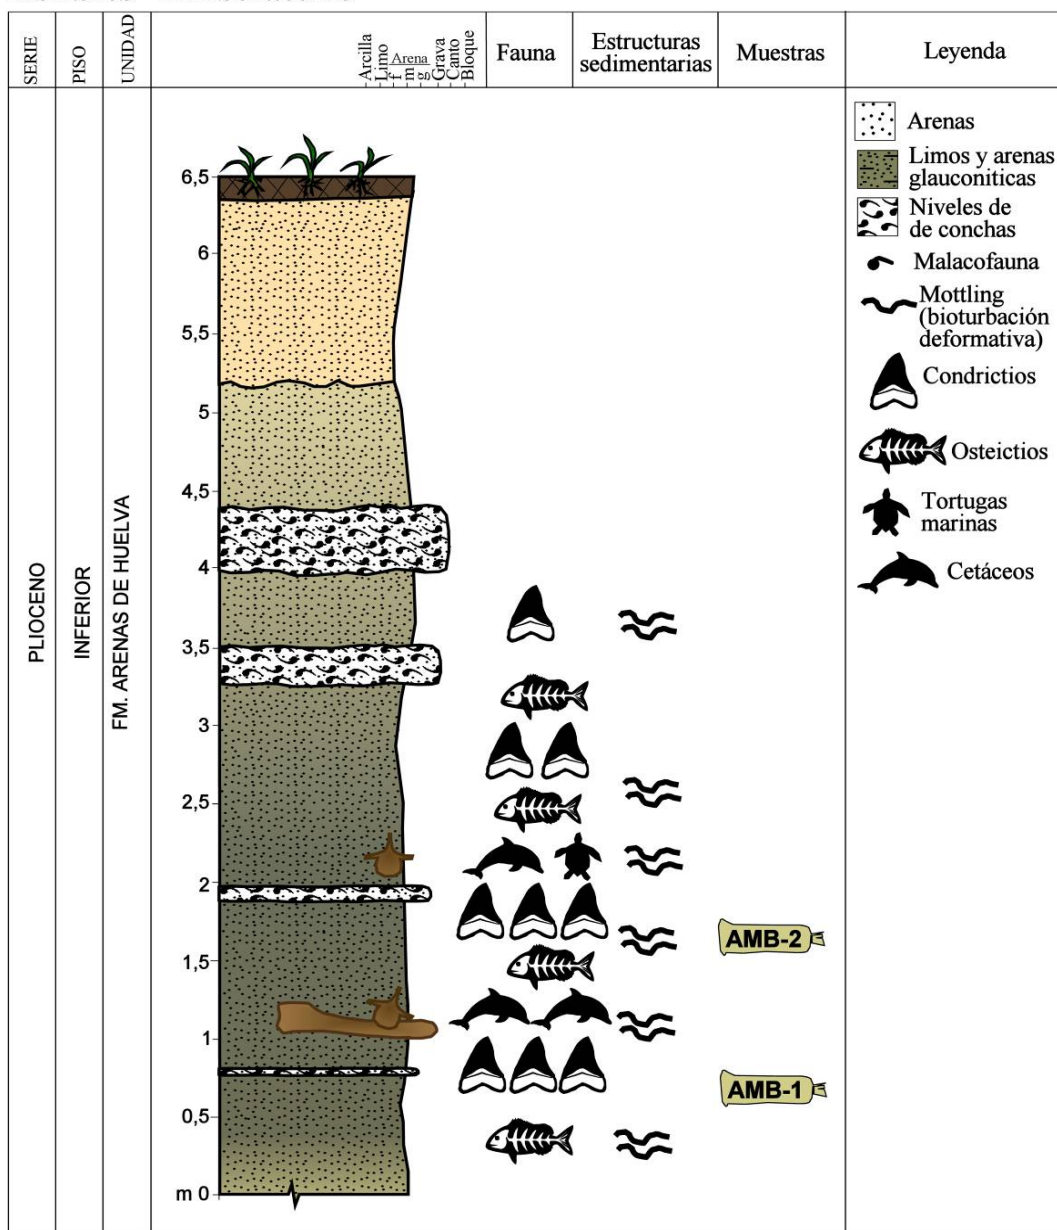 SERIE
PISO
UNIDAD
Arcilla
Limo
Arena
f
m
g
Grava
Canto
Bloque
Fauna
Estructuras
sedimentarias
Muestras
Leyenda
PLIOCENO
INFERIOR
FM. ARENAS DE HUELVA
6,5
6
5,5
5
4,5
4
3,5
3
2,5
2
1,5
1
0,5
m 0
AMB-2
AMB-1
Arenas
Limos y arenas
glauconiticas
Niveles de
de conchas
Malacofauna
Mottling
(bioturbación
deformativa)
Condrictios
Osteictios
Tortugas
marinas
Cetáceos